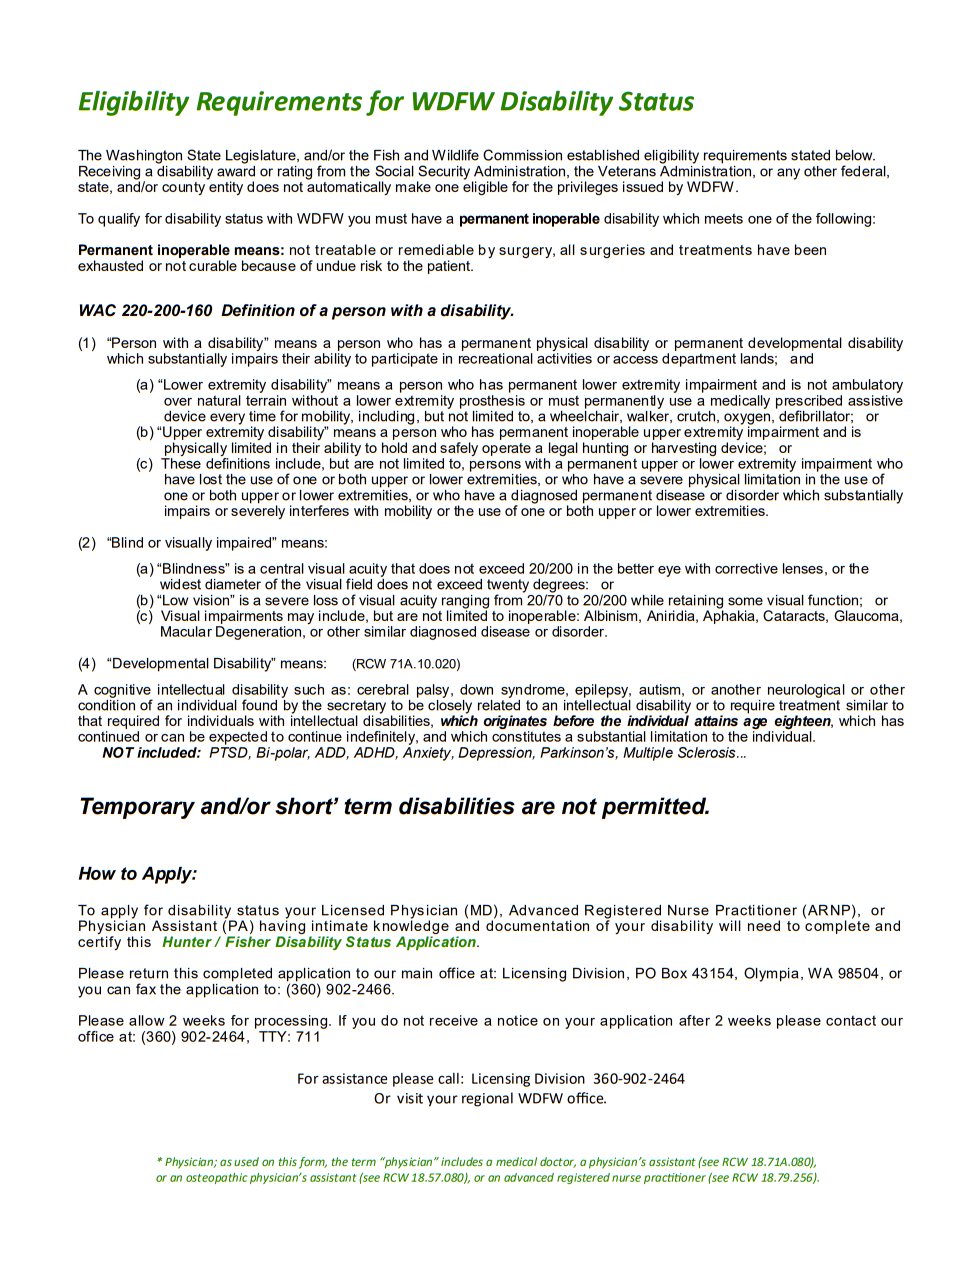 Eligibility Requirements for WDFW Disability Status
The Washington State Legislature, and/or the Fish and Wildlife Commission established eligibility requirements stated below.
Receiving a disability award or rating from the Social Security Administration, the Veterans Administration, or any other federal,
state, and/or county entity does not automatically make one eligible for the privileges issued by WDFW.
To qualify for disability status with WDFW you must have a permanent inoperable disability which meets one of the following:
Permanent inoperable means: not treatable or remediable by surgery, all surgeries and treatments have been
exhausted or not curable because of undue risk to the patient.
WAC 220-200-160 Definition of a person with a disability.
(1) “Person with a disability” means a person who has a permanent physical disability or permanent developmental disability
which substantially impairs their ability to participate in recreational activities or access department lands; and
(a) “Lower extremity disability” means a person who has permanent lower extremity impairment and is not ambulatory
over natural terrain without a lower extremity prosthesis or must permanently use a medically prescribed assistive
device every time for mobility, including, but not limited to, a wheelchair, walker, crutch, oxygen, defibrillator; or
(b) “Upper extremity disability” means a person who has permanent inoperable upper extremity impairment and is
physically limited in their ability to hold and safely operate a legal hunting or harvesting device; or
(c) These definitions include, but are not limited to, persons with a permanent upper or lower extremity impairment who
have lost the use of one or both upper or lower extremities, or who have a severe physical limitation in the use of
one or both upper or lower extremities, or who have a diagnosed permanent disease or disorder which substantially
impairs or severely interferes with mobility or the use of one or both upper or lower extremities.
(2) “Blind or visually impaired” means:
(a) “Blindness” is a central visual acuity that does not exceed 20/200 in the better eye with corrective lenses, or the
widest diameter of the visual field does not exceed twenty degrees: or
(b) “Low vision” is a severe loss of visual acuity ranging from 20/70 to 20/200 while retaining some visual function; or
(c) Visual impairments may include, but are not limited to inoperable: Albinism, Aniridia, Aphakia, Cataracts, Glaucoma,
Macular Degeneration, or other similar diagnosed disease or disorder.
(4) “Developmental Disability” means: (RCW 71A.10.020)
A cognitive intellectual disability such as: cerebral palsy, down syndrome, epilepsy, autism, or another neurological or other
condition of an individual found by the secretary to be closely related to an intellectual disability or to require treatment similar to
that required for individuals with intellectual disabilities, which originates before the individual attains age eighteen, which has
continued or can be expected to continue indefinitely, and which constitutes a substantial limitation to the individual.
NOT included: PTSD, Bi-polar, ADD, ADHD, Anxiety, Depression, Parkinson’s, Multiple Sclerosis...
Temporary and/or short’ term disabilities are not permitted.
How to Apply:
To apply for disability status your Licensed Physician (MD), Advanced Registered Nurse Practitioner (ARNP), or
Physician Assistant (PA) having intimate knowledge and documentation of your disability will need to complete and
certify this Hunter / Fisher Disability Status Application.
Please return this completed application to our main office at: Licensing Division, PO Box 43154, Olympia, WA 98504, or
you can fax the application to: (360) 902-2466.
Please allow 2 weeks for processing. If you do not receive a notice on your application after 2 weeks please contact our
office at: (360) 902-2464, TTY: 711
For assistance please call: Licensing Division 360-902-2464
Or visit your regional WDFW office.
* Physician; as used on this form, the term “physician” includes a medical doctor, a physician’s assistant (see RCW 18.71A.080),
or an osteopathic physician’s assistant (see RCW 18.57.080), or an advanced registered nurse practitioner (see RCW 18.79.256).